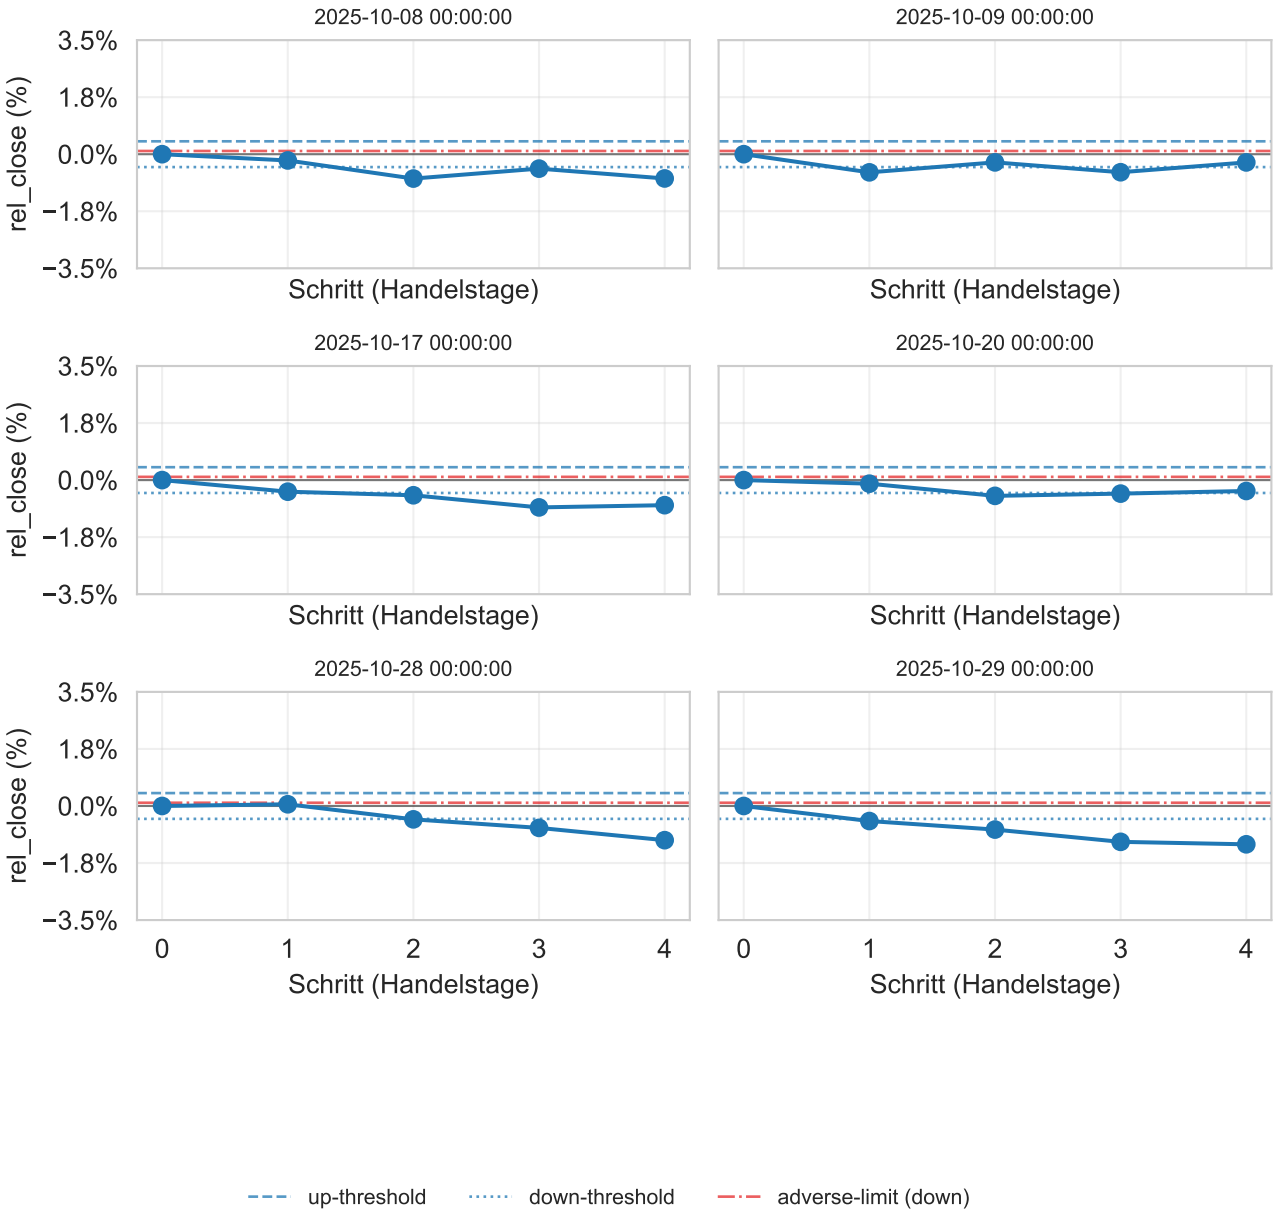 2025-10-08 00:00:00
2025-10-09 00:00:00
3.5%
1.8%
0.0%
−1.8%
−3.5%
rel_close (%)
Schritt (Handelstage)
Schritt (Handelstage)
2025-10-17 00:00:00
2025-10-20 00:00:00
3.5%
1.8%
0.0%
−1.8%
−3.5%
rel_close (%)
Schritt (Handelstage)
Schritt (Handelstage)
2025-10-28 00:00:00
2025-10-29 00:00:00
3.5%
1.8%
0.0%
−1.8%
−3.5%
rel_close (%)
0 1 2 3 4
0 1 2 3 4
Schritt (Handelstage)
Schritt (Handelstage)
up-threshold
down-threshold
adverse-limit (down)